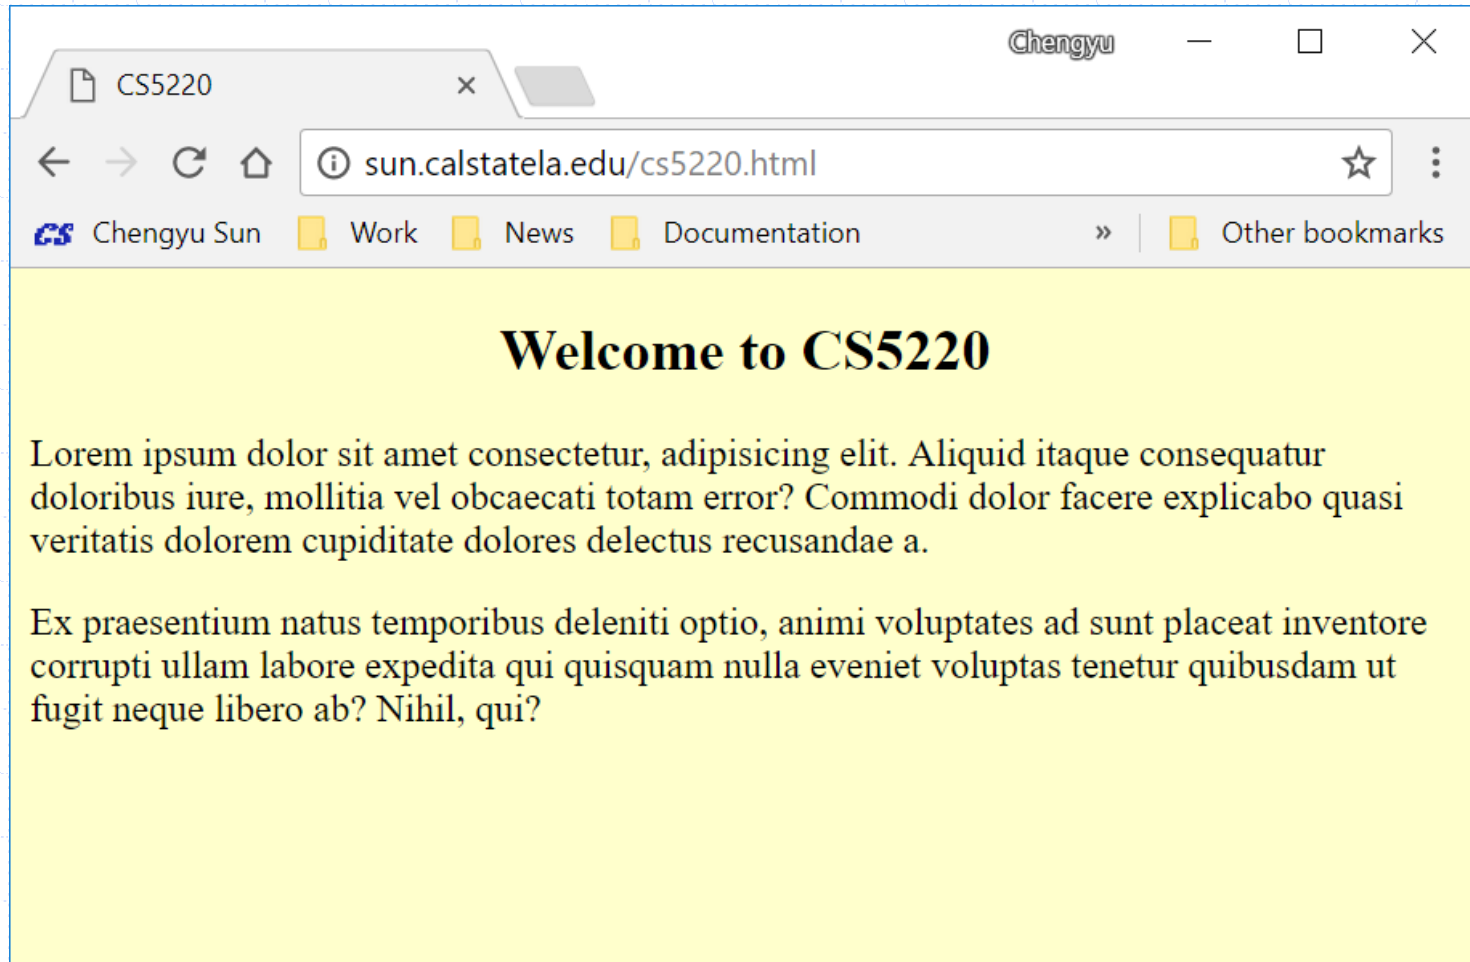 Chengyu
CS5220
sun.calstatela.edu/cs5220.html
CS Chengyu Sun Work News Documentation » Other bookmarks
Welcome to CS5220
Lorem ipsum dolor sit amet consectetur, adipisicing elit. Aliquid itaque consequatur
doloribus iure, mollitia vel obcaecati totam error? Commodi dolor facere explicabo quasi
veritatis dolorem cupiditate dolores delectus recusandae a.
Ex praesentium natus temporibus deleniti optio, animi voluptates ad sunt placeat inventore
corrupti ullam labore expedita qui quisquam nulla eveniet voluptas tenetur quibusdam ut
fugit neque libero ab? Nihil, qui?